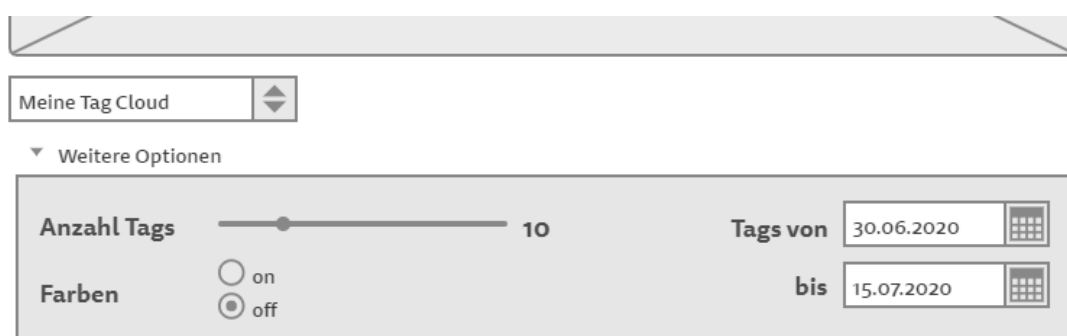 Meine Tag Cloud
Weitere Optionen
Anzahl Tags 10 Tags von 30.06.2020
on
Farben bis 15.07.2020
off